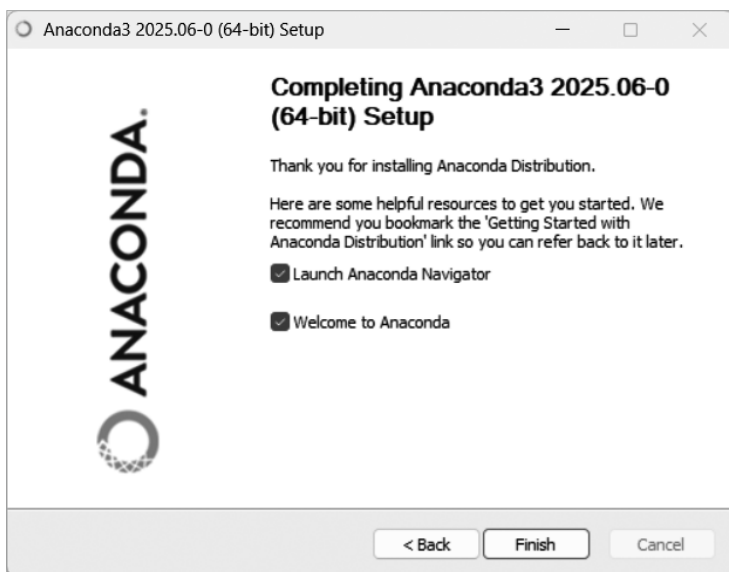 Anaconda3 2025.06-0 (64-bit) Setup
Completing Anaconda3 2025.06-0
(64-bit) Setup
Thank you for installing Anaconda Distribution.
Here are some helpful resources to get you started. We
recommend you bookmark the 'Getting Started with
Anaconda Distribution' link so you can refer back to it later.
Launch Anaconda Navigator
Welcome to Anaconda
ANACONDA.
< Back
Finish
Cancel